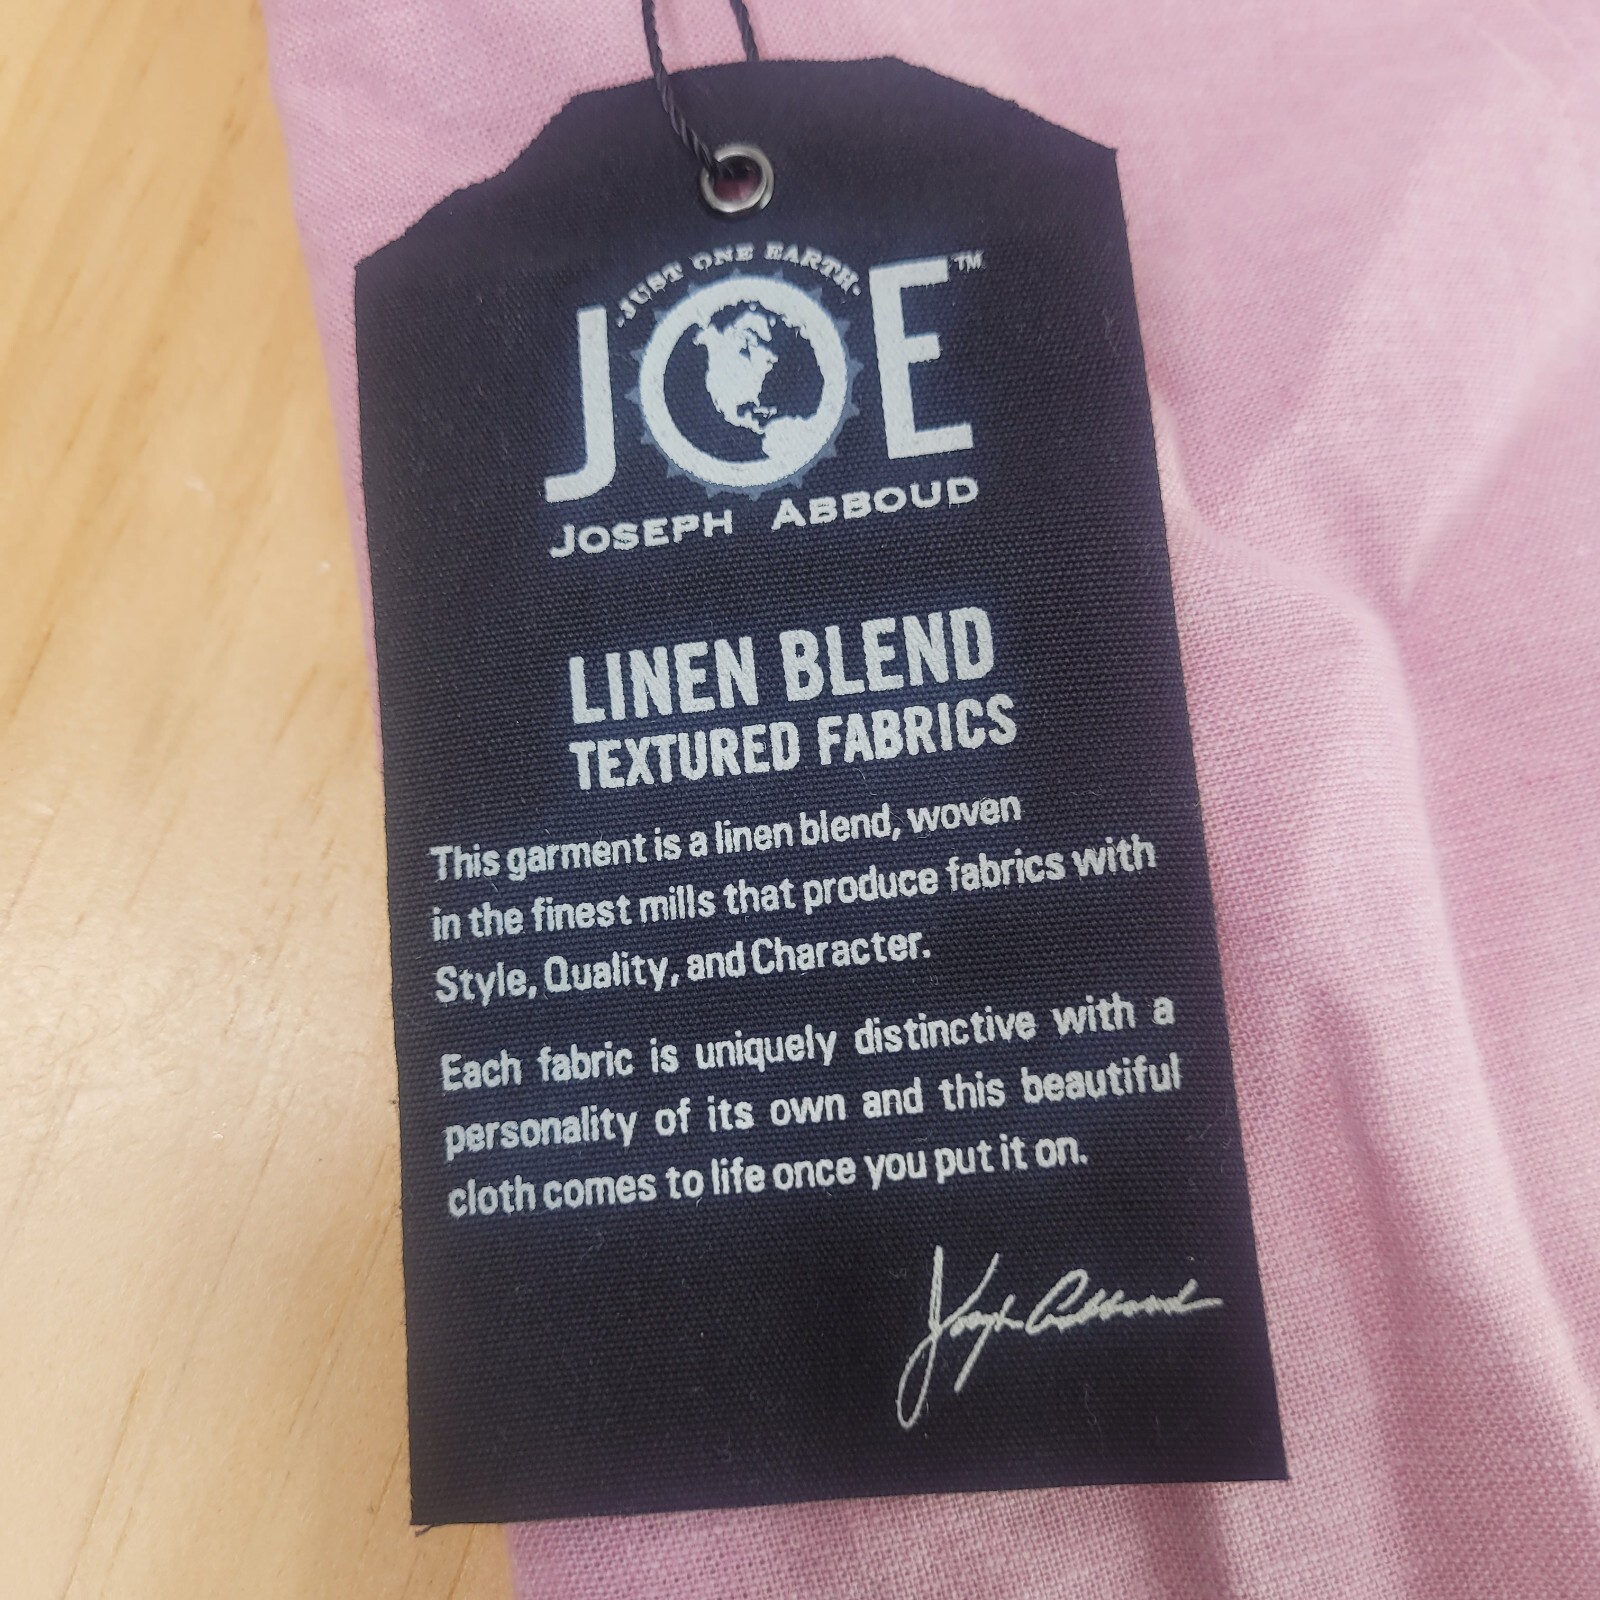 ·JUST ONE EARTH·
JOE™
JOSEPH ABBOUD
LINEN BLEND
TEXTURED FABRICS
This garment is a linen blend, woven
in the finest mills that produce fabrics with
Style, Quality, and Character.
Each fabric is uniquely distinctive with a
personality of its own and this beautiful
cloth comes to life once you put it on.
Joseph Abboud